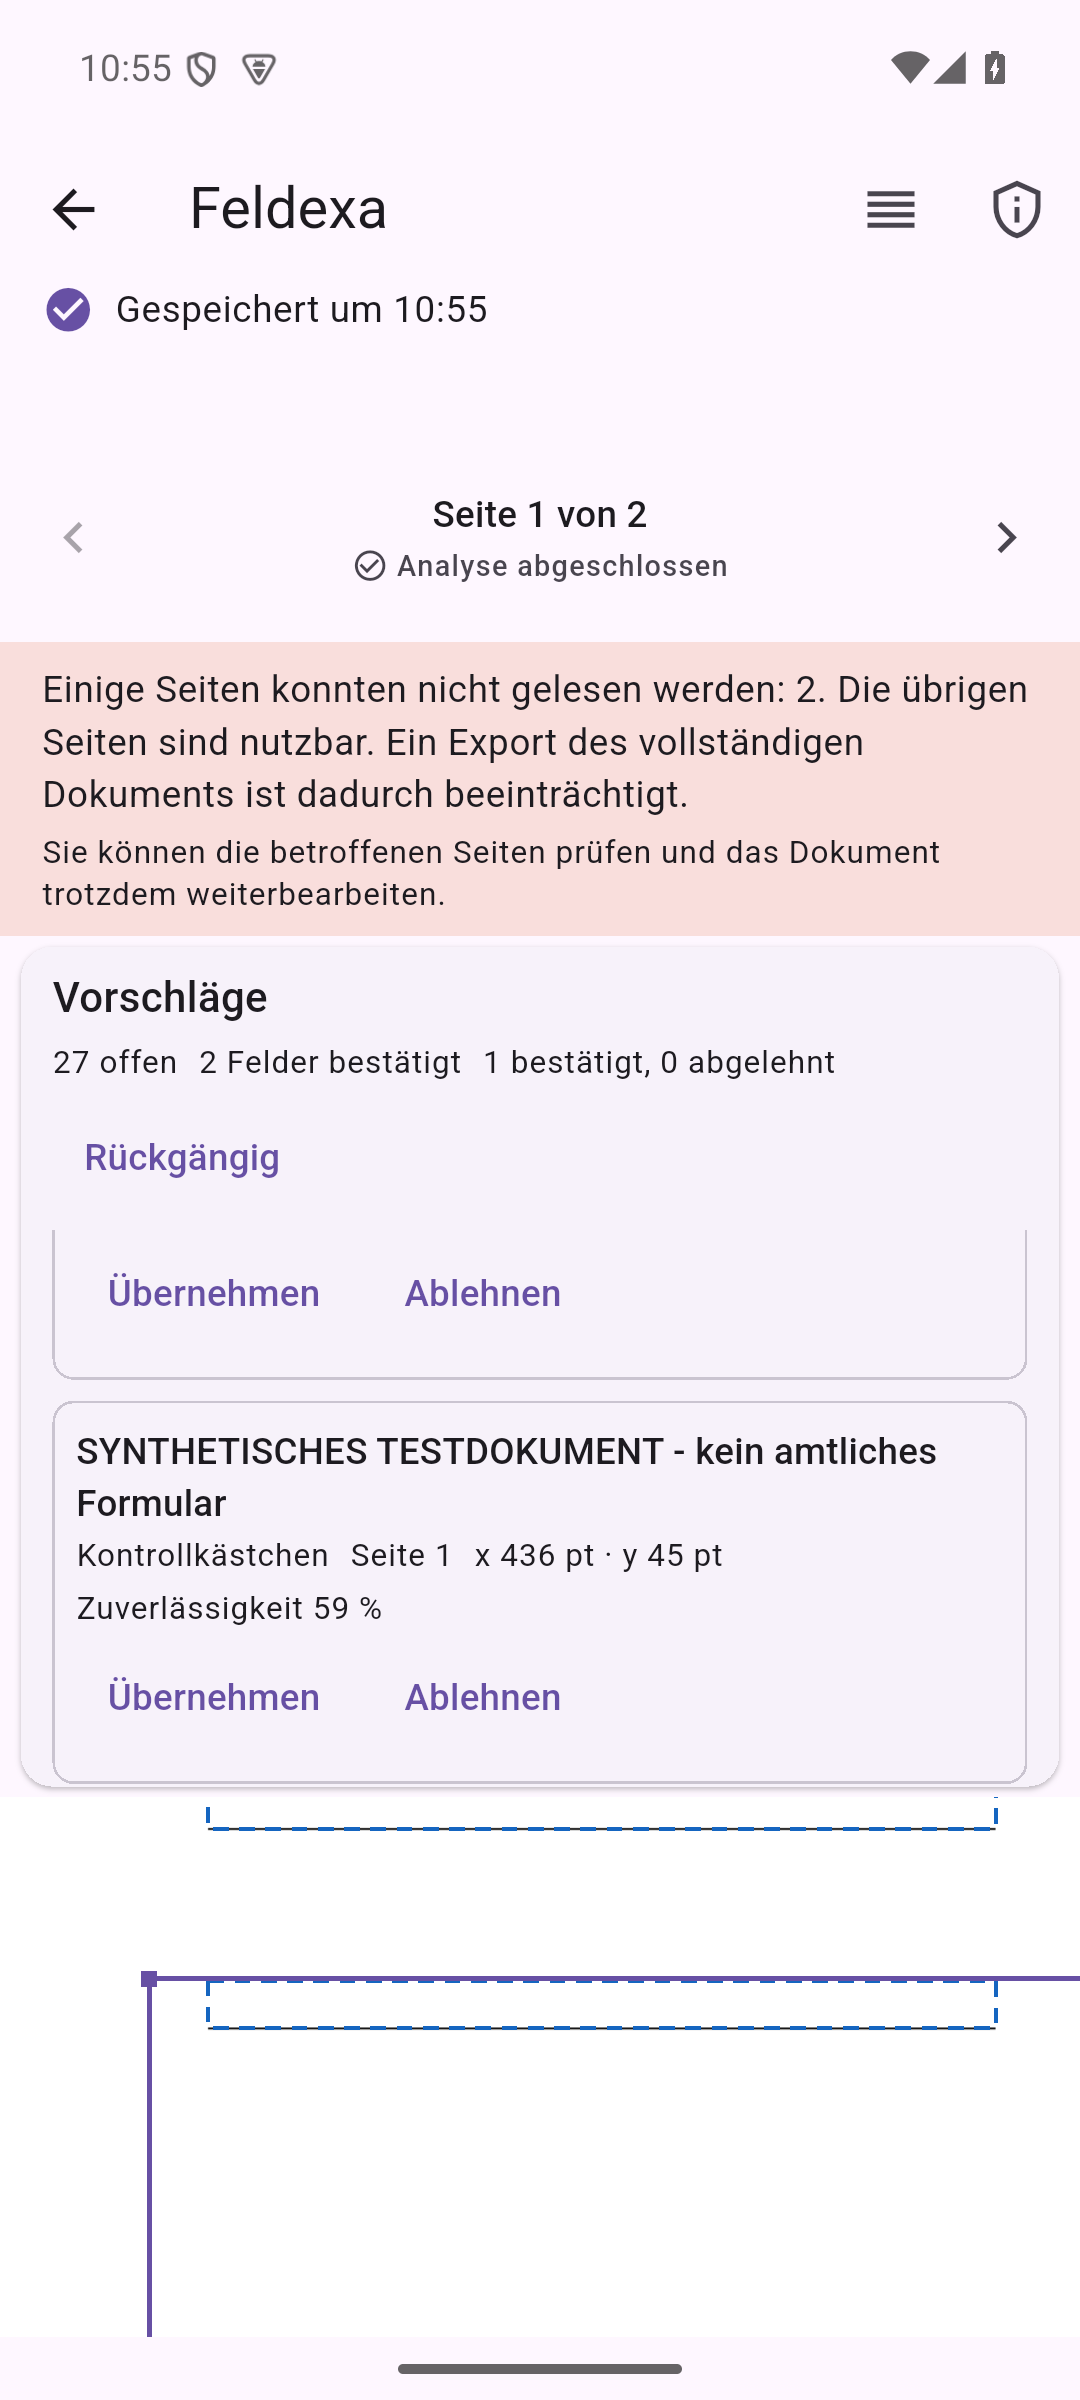 10:55
Feldexa
Gespeichert um 10:55
Seite 1 von 2
Analyse abgeschlossen
Einige Seiten konnten nicht gelesen werden: 2. Die übrigen
Seiten sind nutzbar. Ein Export des vollständigen
Dokuments ist dadurch beeinträchtigt.
Sie können die betroffenen Seiten prüfen und das Dokument
trotzdem weiterbearbeiten.
Vorschläge
27 offen 2 Felder bestätigt 1 bestätigt, 0 abgelehnt
Rückgängig
Übernehmen Ablehnen
SYNTHETISCHES TESTDOKUMENT - kein amtliches
Formular
Kontrollkästchen Seite 1 x 436 pt · y 45 pt
Zuverlässigkeit 59 %
Übernehmen Ablehnen